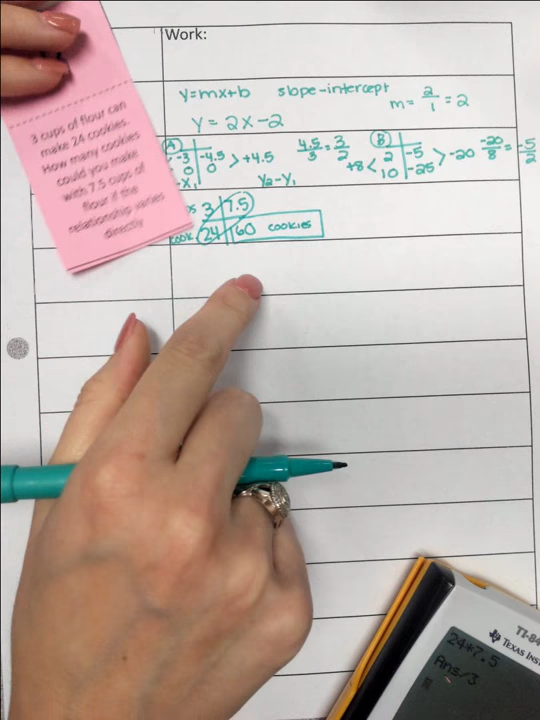 Work:
y=mx+b slope-intercept m= 2/1 = 2
y = 2x-2
A
-3 | -4.5
0 | 0
> +4.5
-x₁ y₂-y₁
4.5/3 = 3/2
B
+8 <
2 | -5
10 | -25
> -20
-20/8 = -5/2
3 | 7.5
cook. 24 | 60 cookies
3 cups of flour can
make 24 cookies.
How many cookies
could you make
with 7.5 cups of
flour if the
relationship varies
directly
TI-84
TEXAS INST
24*7.5
Ans/3